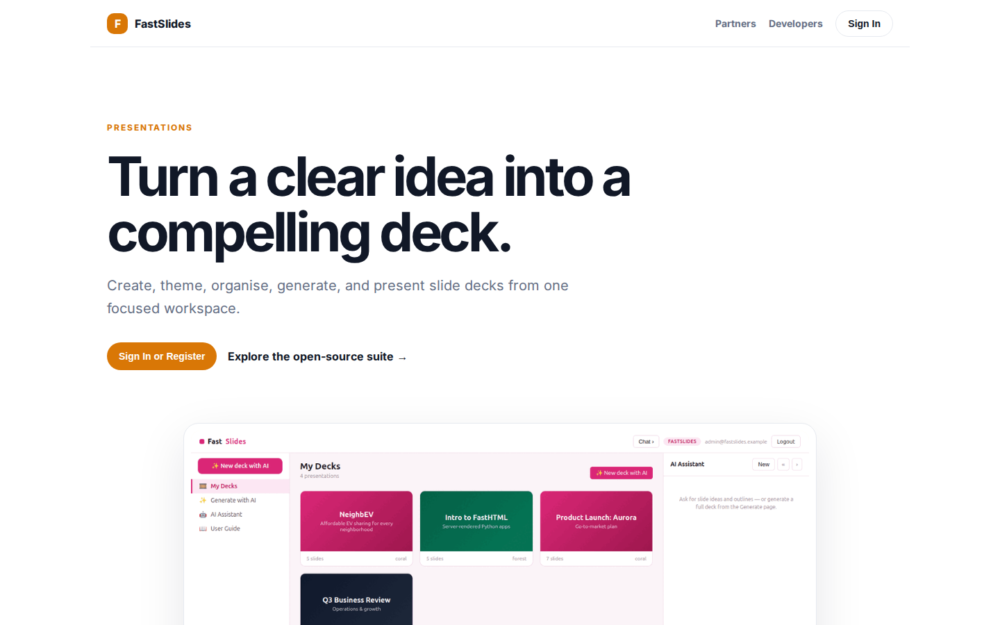 F FastSlides
Partners Developers Sign In
PRESENTATIONS
Turn a clear idea into a
compelling deck.
Create, theme, organise, generate, and present slide decks from one
focused workspace.
Sign In or Register
Explore the open-source suite →
Fast Slides
Chat ›
FASTSLIDES
admin@fastslides.example
Logout
✨ New deck with AI
My Decks
Generate with AI
AI Assistant
User Guide
My Decks
4 presentations
✨ New deck with AI
NeighbEV
Affordable EV sharing for every
neighborhood
5 slides coral
Intro to FastHTML
Server-rendered Python apps
5 slides forest
Product Launch: Aurora
Go-to-market plan
7 slides coral
Q3 Business Review
Operations & growth
AI Assistant
New
Ask for slide ideas and outlines — or generate a
full deck from the Generate page.